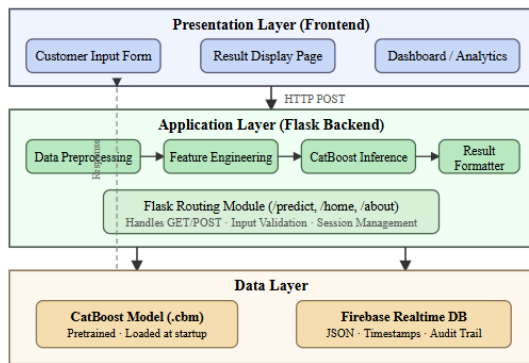 Presentation Layer (Frontend)
Customer Input Form
Result Display Page
Dashboard / Analytics
HTTP POST
Application Layer (Flask Backend)
Data Preprocessing
Feature Engineering
CatBoost Inference
Result
Formatter
Response
Flask Routing Module (/predict, /home, /about)
Handles GET/POST · Input Validation · Session Management
Data Layer
CatBoost Model (.cbm)
Pretrained · Loaded at startup
Firebase Realtime DB
JSON · Timestamps · Audit Trail